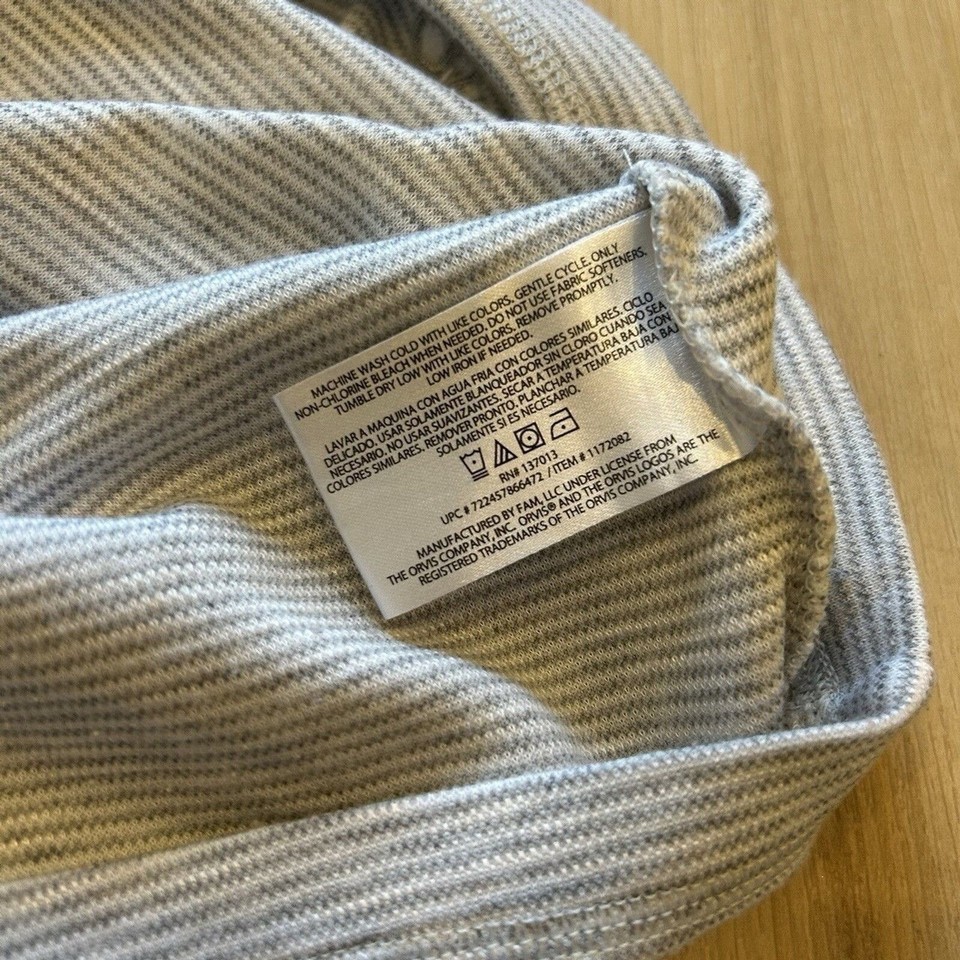 MACHINE WASH COLD WITH LIKE COLORS, GENTLE CYCLE. ONLY
NON-CHLORINE BLEACH WHEN NEEDED. DO NOT USE FABRIC SOFTENERS.
TUMBLE DRY LOW WITH LIKE COLORS, REMOVE PROMPTLY.
LOW IRON IF NEEDED.
LAVAR A MAQUINA CON AGUA FRIA CON COLORES SIMILARES, CICLO
DELICADO. USAR SOLAMENTE BLANQUEADOR SIN CLORO CUANDO SEA
NECESARIO. NO USAR SUAVIZANTES. SECAR A TEMPERATURA BAJA CON
COLORES SIMILARES, REMOVER PRONTO. PLANCHAR A TEMPERATURA BAJA
SOLAMENTE SI ES NECESARIO.
RN# 137013
UPC # 722457866472 / ITEM # 1172082
MANUFACTURED BY FAM, LLC UNDER LICENSE FROM
THE ORVIS COMPANY, INC. ORVIS® AND THE ORVIS LOGOS ARE THE
REGISTERED TRADEMARKS OF THE ORVIS COMPANY, INC.